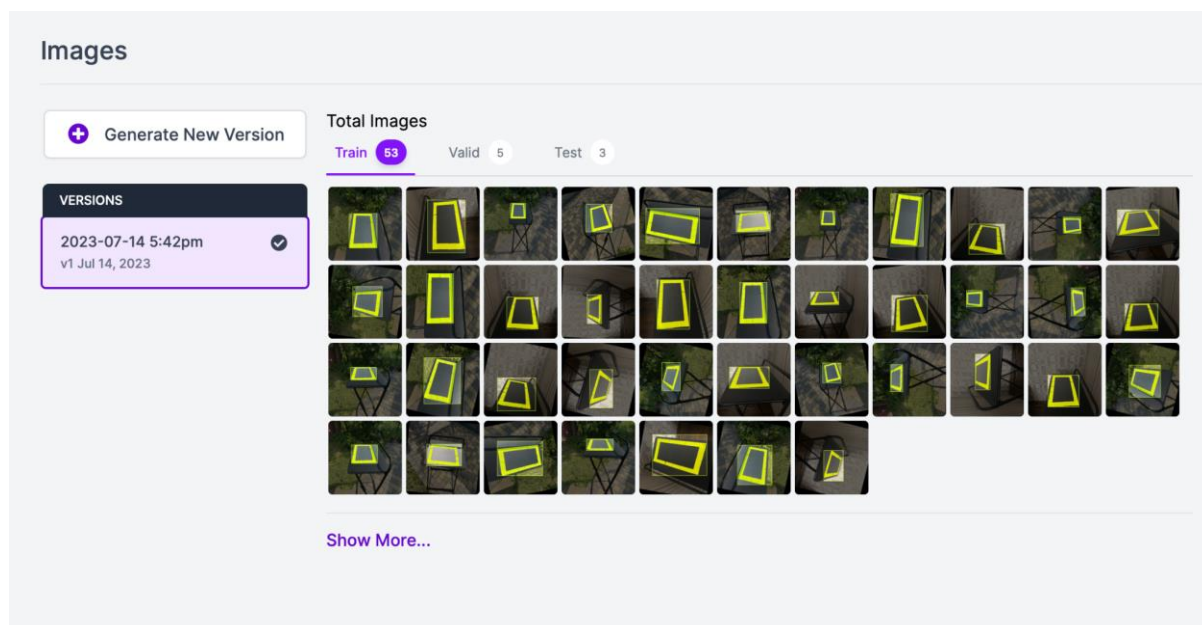 Images
Generate New Version
VERSIONS
2023-07-14 5:42pm
v1 Jul 14, 2023
Total Images
Train 53 Valid 5 Test 3
Show More...